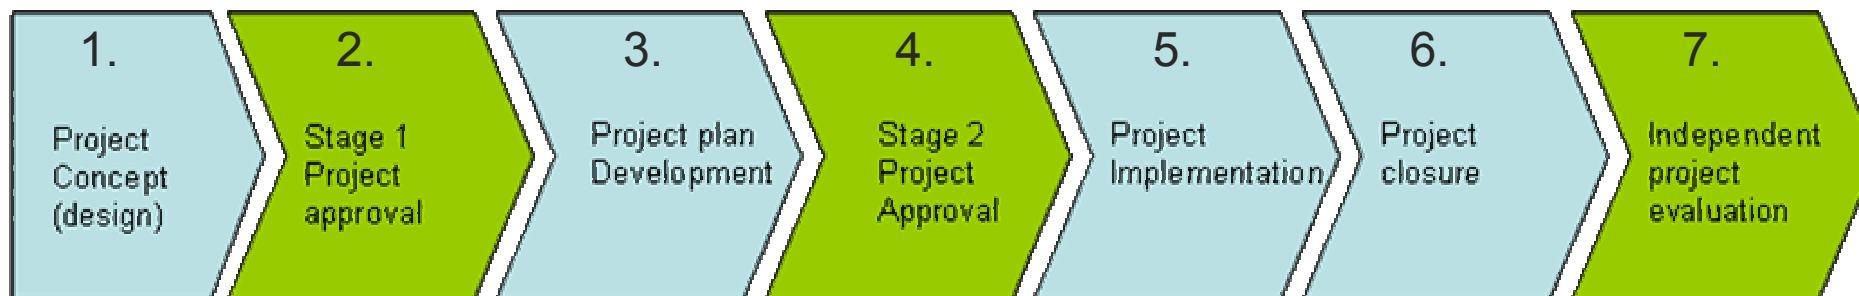 1.
Project
Concept
(design)
2.
Stage 1
Project
approval
3.
Project plan
Development
4.
Stage 2
Project
Approval
5.
Project
Implementation
6.
Project
closure
7.
Independent
project
evaluation